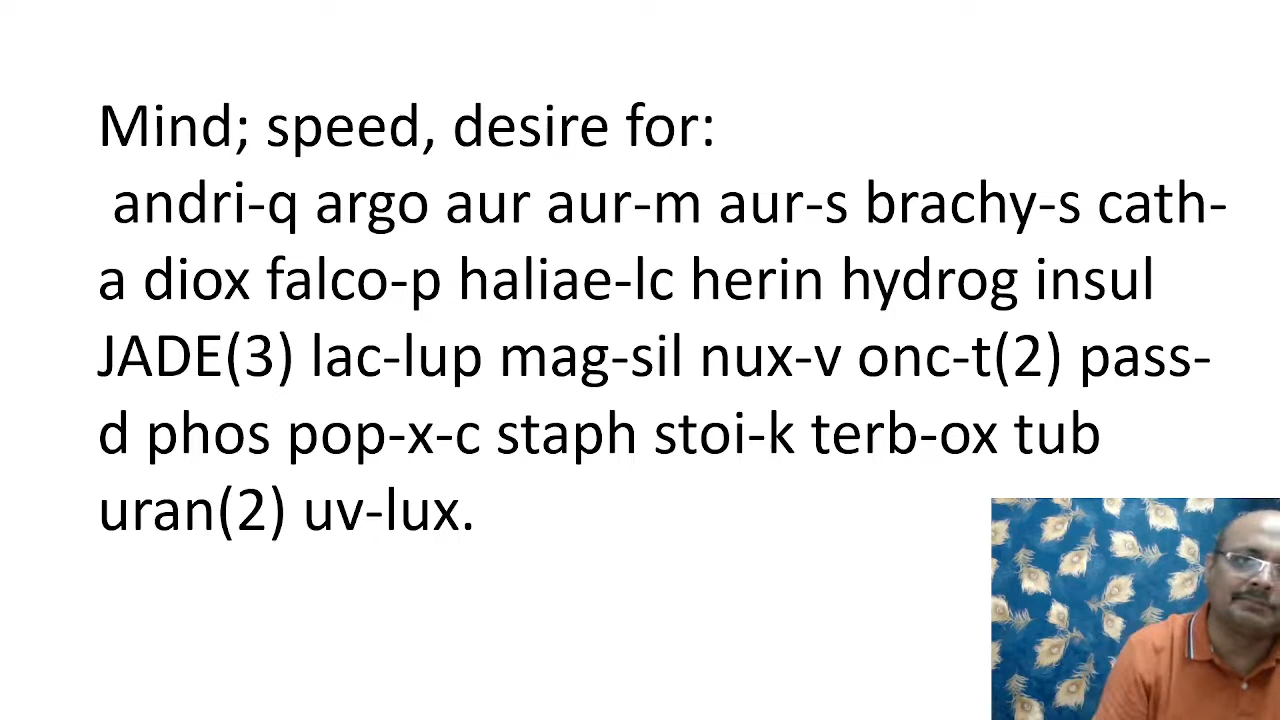 Mind; speed, desire for:
andri-q argo aur aur-m aur-s brachy-s cath-
a diox falco-p haliae-lc herin hydrog insul
JADE(3) lac-lup mag-sil nux-v onc-t(2) pass-
d phos pop-x-c staph stoi-k terb-ox tub
uran(2) uv-lux.